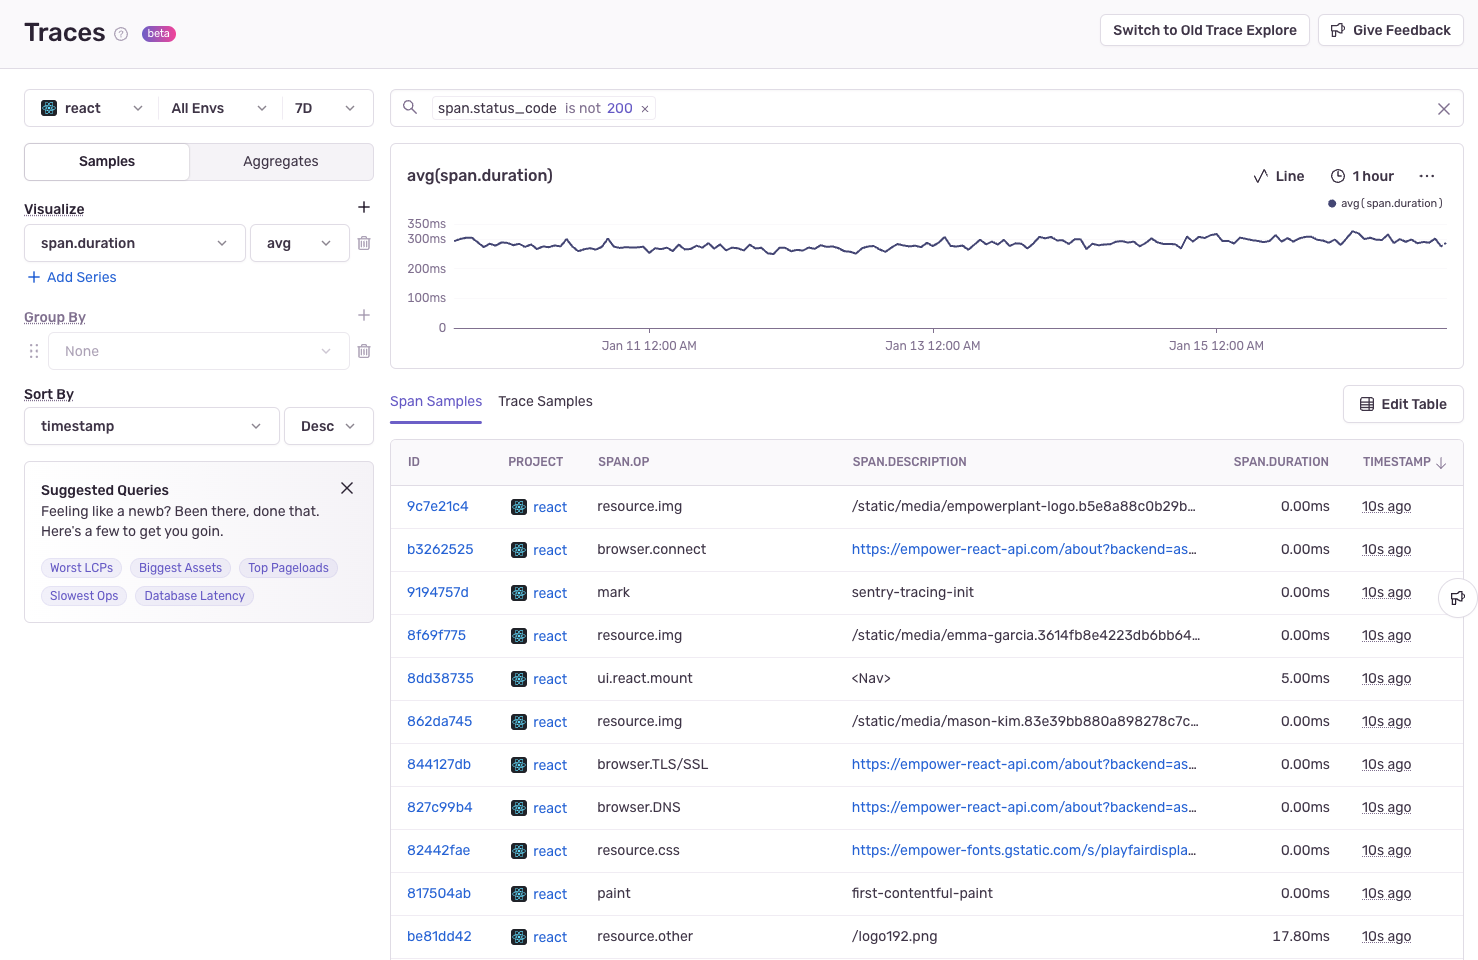 Traces ? beta
Switch to Old Trace Explore
Give Feedback
react
All Envs
7D
span.status_code is not 200 ×
Samples
Aggregates
Visualize
span.duration
avg
+ Add Series
Group By
None
Sort By
timestamp
Desc
Suggested Queries
Feeling like a newb? Been there, done that.
Here's a few to get you goin.
Worst LCPs
Biggest Assets
Top Pageloads
Slowest Ops
Database Latency
avg(span.duration)
Line
1 hour
avg(span.duration)
350ms
300ms
200ms
100ms
0
Jan 11 12:00 AM
Jan 13 12:00 AM
Jan 15 12:00 AM
Span Samples
Trace Samples
Edit Table
ID PROJECT SPAN.OP SPAN.DESCRIPTION SPAN.DURATION TIMESTAMP
9c7e21c4 react resource.img /static/media/empowerplant-logo.b5e8a88c0b29b… 0.00ms 10s ago
b3262525 react browser.connect https://empower-react-api.com/about?backend=as… 0.00ms 10s ago
9194757d react mark sentry-tracing-init 0.00ms 10s ago
8f69f775 react resource.img /static/media/emma-garcia.3614fb8e4223db6bb64… 0.00ms 10s ago
8dd38735 react ui.react.mount <Nav> 5.00ms 10s ago
862da745 react resource.img /static/media/mason-kim.83e39bb880a898278c7c… 0.00ms 10s ago
844127db react browser.TLS/SSL https://empower-react-api.com/about?backend=as… 0.00ms 10s ago
827c99b4 react browser.DNS https://empower-react-api.com/about?backend=as… 0.00ms 10s ago
82442fae react resource.css https://empower-fonts.gstatic.com/s/playfairdispla… 0.00ms 10s ago
817504ab react paint first-contentful-paint 0.00ms 10s ago
be81dd42 react resource.other /logo192.png 17.80ms 10s ago